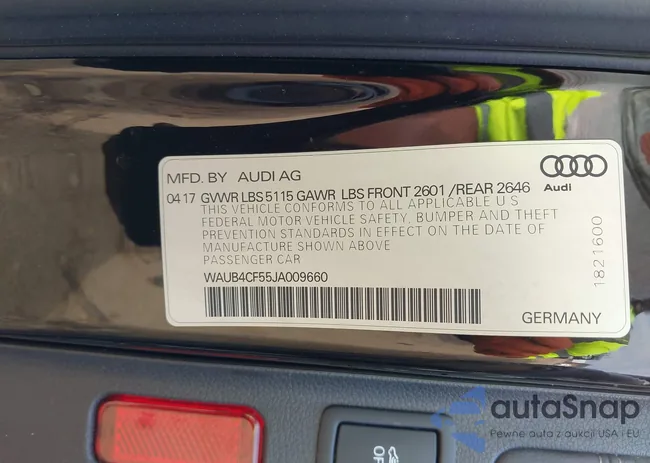 MFD. BY AUDI AG
04 17 GVWR LBS 5115 GAWR LBS FRONT 2601 /REAR 2646
Audi
THIS VEHICLE CONFORMS TO ALL APPLICABLE U S
FEDERAL MOTOR VEHICLE SAFETY, BUMPER AND THEFT
PREVENTION STANDARDS IN EFFECT ON THE DATE OF
MANUFACTURE SHOWN ABOVE
PASSENGER CAR
WAUB4CF55JA009660
1821600
GERMANY
OF
autaSnap
Pewne auta z aukcji USA i EU